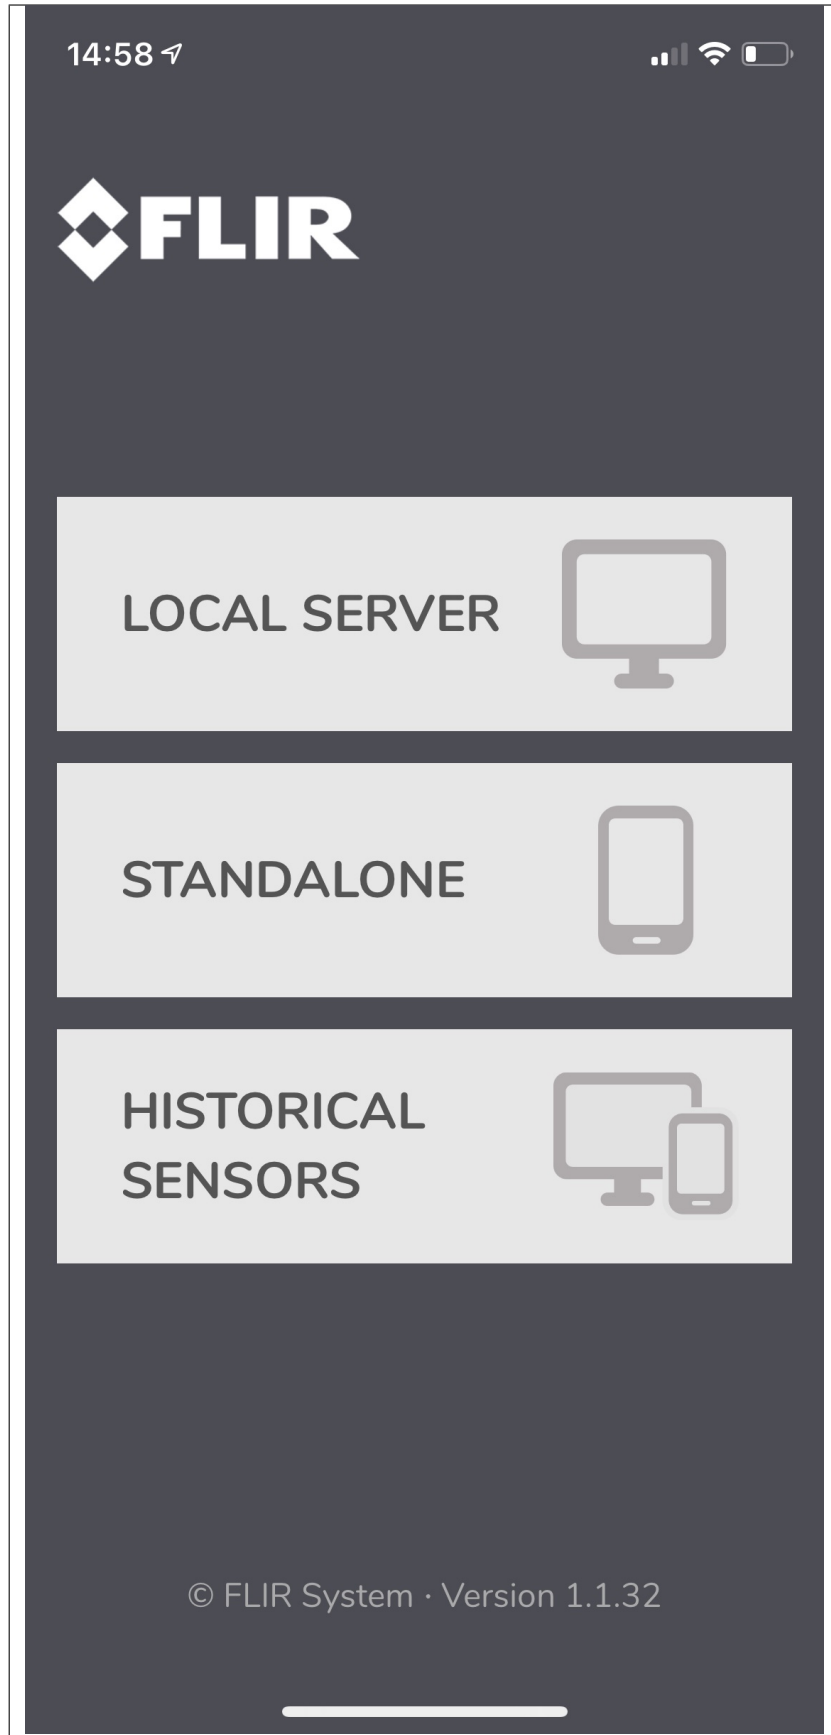 14:58
FLIR
LOCAL SERVER
STANDALONE
HISTORICAL
SENSORS
© FLIR System · Version 1.1.32